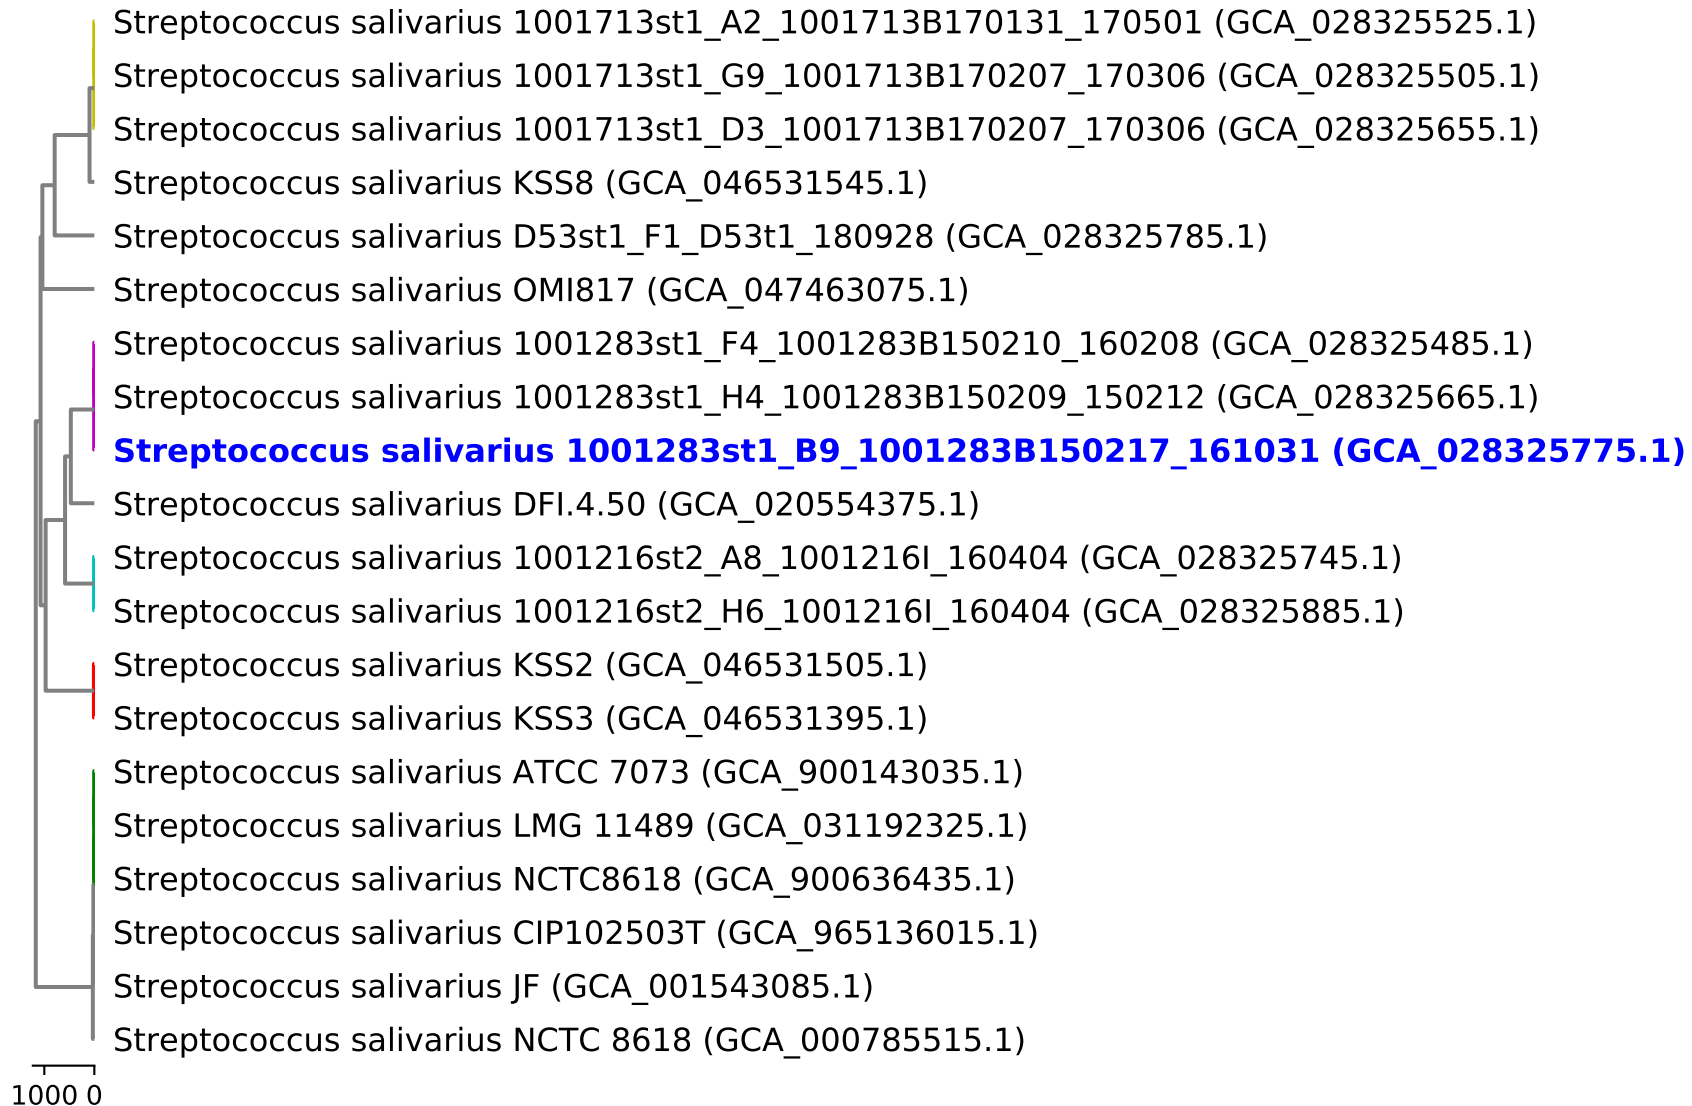 Streptococcus salivarius 1001713st1_A2_1001713B170131_170501 (GCA_028325525.1)
Streptococcus salivarius 1001713st1_G9_1001713B170207_170306 (GCA_028325505.1)
Streptococcus salivarius 1001713st1_D3_1001713B170207_170306 (GCA_028325655.1)
Streptococcus salivarius KSS8 (GCA_046531545.1)
Streptococcus salivarius D53st1_F1_D53t1_180928 (GCA_028325785.1)
Streptococcus salivarius OMI817 (GCA_047463075.1)
Streptococcus salivarius 1001283st1_F4_1001283B150210_160208 (GCA_028325485.1)
Streptococcus salivarius 1001283st1_H4_1001283B150209_150212 (GCA_028325665.1)
Streptococcus salivarius 1001283st1_B9_1001283B150217_161031 (GCA_028325775.1)
Streptococcus salivarius DFI.4.50 (GCA_020554375.1)
Streptococcus salivarius 1001216st2_A8_1001216I_160404 (GCA_028325745.1)
Streptococcus salivarius 1001216st2_H6_1001216I_160404 (GCA_028325885.1)
Streptococcus salivarius KSS2 (GCA_046531505.1)
Streptococcus salivarius KSS3 (GCA_046531395.1)
Streptococcus salivarius ATCC 7073 (GCA_900143035.1)
Streptococcus salivarius LMG 11489 (GCA_031192325.1)
Streptococcus salivarius NCTC8618 (GCA_900636435.1)
Streptococcus salivarius CIP102503T (GCA_965136015.1)
Streptococcus salivarius JF (GCA_001543085.1)
Streptococcus salivarius NCTC 8618 (GCA_000785515.1)
1000 0